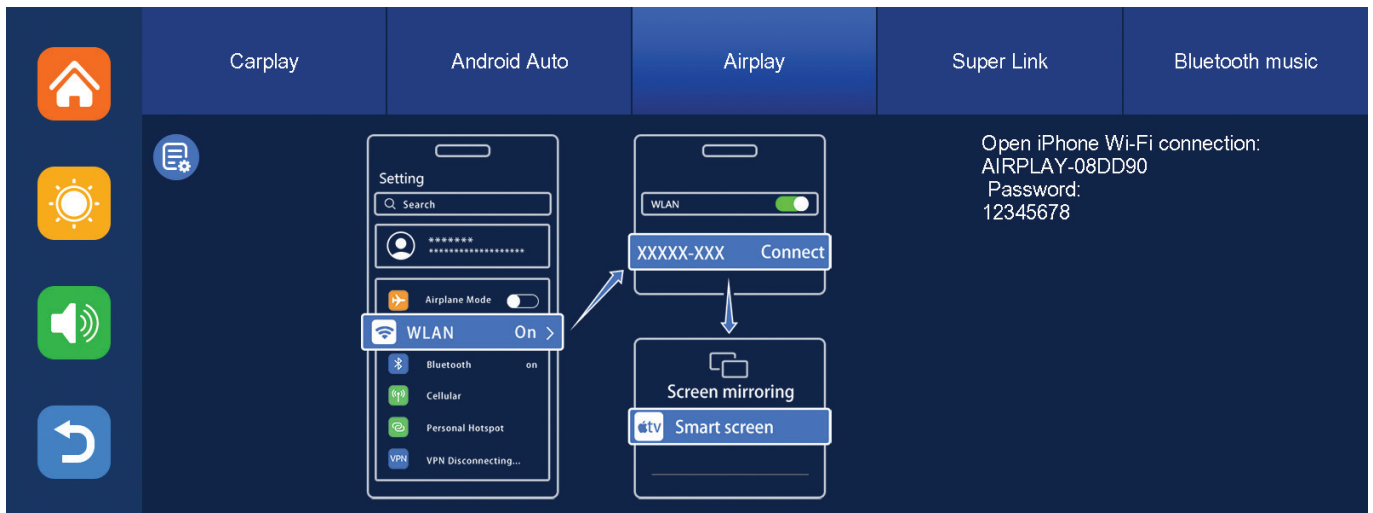 Carplay
Android Auto
Airplay
Super Link
Bluetooth music
Setting
Search
*******
*******************
Airplane Mode
WLAN On >
Bluetooth on
Cellular
Personal Hotspot
VPN VPN Disconnecting...
WLAN
XXXXX-XXX Connect
Screen mirroring
tv Smart screen
Open iPhone Wi-Fi connection:
AIRPLAY-08DD90
Password:
12345678